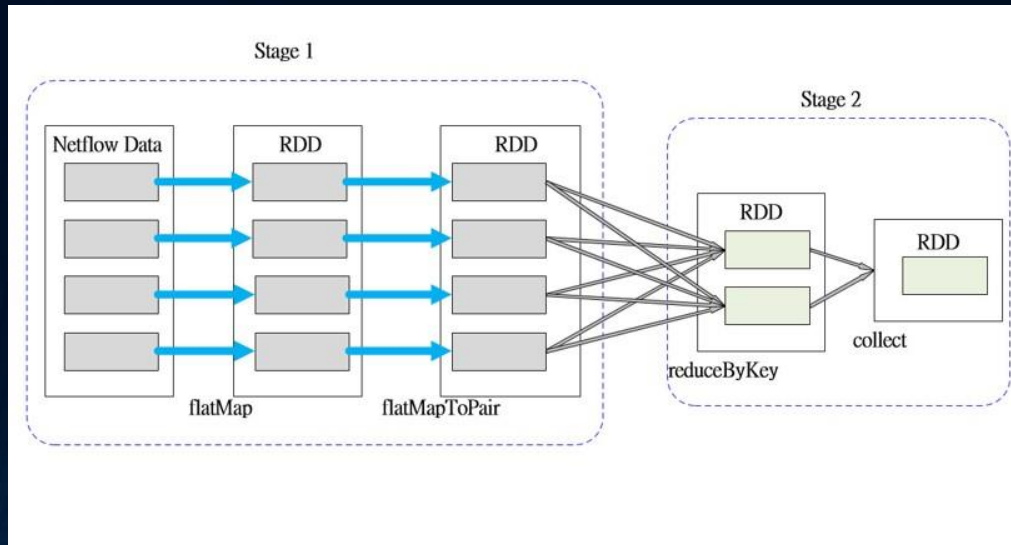 Stage 1
Stage 2
Netflow Data
RDD
RDD
RDD
RDD
flatMap
flatMapToPair
reduceByKey
collect